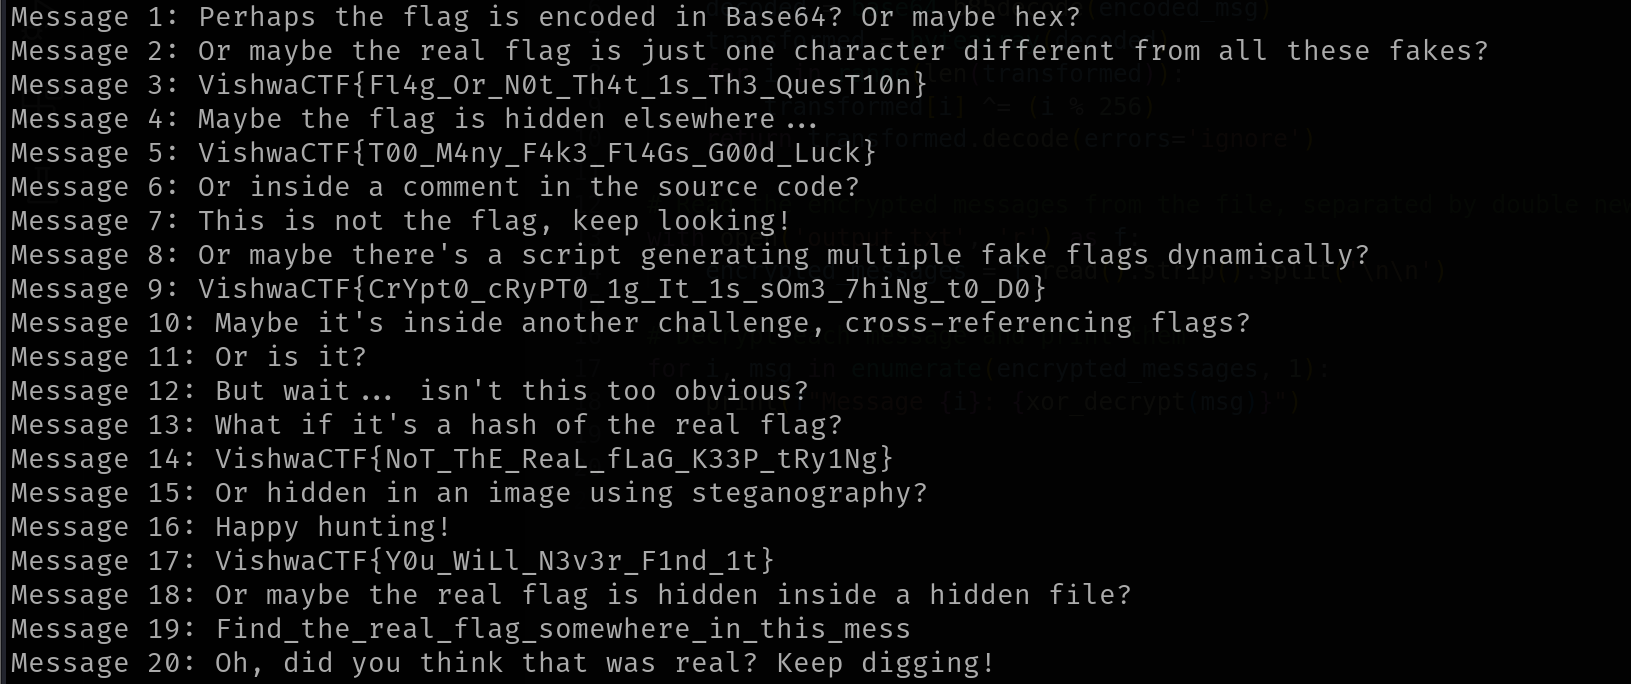 Message 1: Perhaps the flag is encoded in Base64? Or maybe hex?
Message 2: Or maybe the real flag is just one character different from all these fakes?
Message 3: VishwaCTF{Fl4g_Or_N0t_Th4t_1s_Th3_QuesT10n}
Message 4: Maybe the flag is hidden elsewhere...
Message 5: VishwaCTF{T00_M4ny_F4k3_Fl4Gs_G00d_Luck}
Message 6: Or inside a comment in the source code?
Message 7: This is not the flag, keep looking!
Message 8: Or maybe there's a script generating multiple fake flags dynamically?
Message 9: VishwaCTF{CrYpt0_cRyPT0_1g_It_1s_sOm3_7hiNg_t0_D0}
Message 10: Maybe it's inside another challenge, cross-referencing flags?
Message 11: Or is it?
Message 12: But wait... isn't this too obvious?
Message 13: What if it's a hash of the real flag?
Message 14: VishwaCTF{NoT_ThE_ReaL_fLaG_K33P_tRy1Ng}
Message 15: Or hidden in an image using steganography?
Message 16: Happy hunting!
Message 17: VishwaCTF{Y0u_WiLl_N3v3r_F1nd_1t}
Message 18: Or maybe the real flag is hidden inside a hidden file?
Message 19: Find_the_real_flag_somewhere_in_this_mess
Message 20: Oh, did you think that was real? Keep digging!